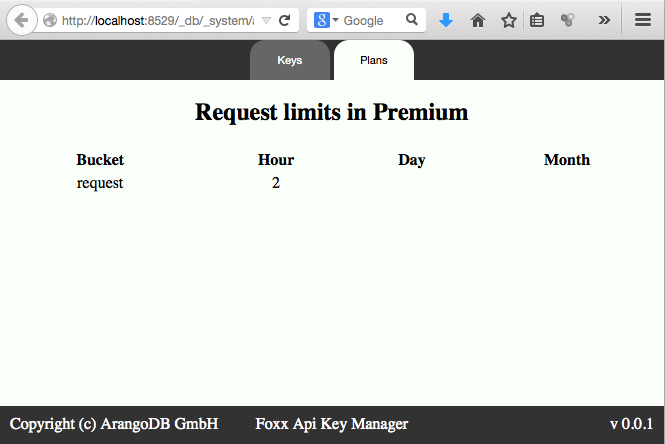 http://localhost:8529/_db/_system/
Google
Keys Plans
Request limits in Premium
Bucket Hour Day Month
request 2
Copyright (c) ArangoDB GmbH Foxx Api Key Manager v 0.0.1